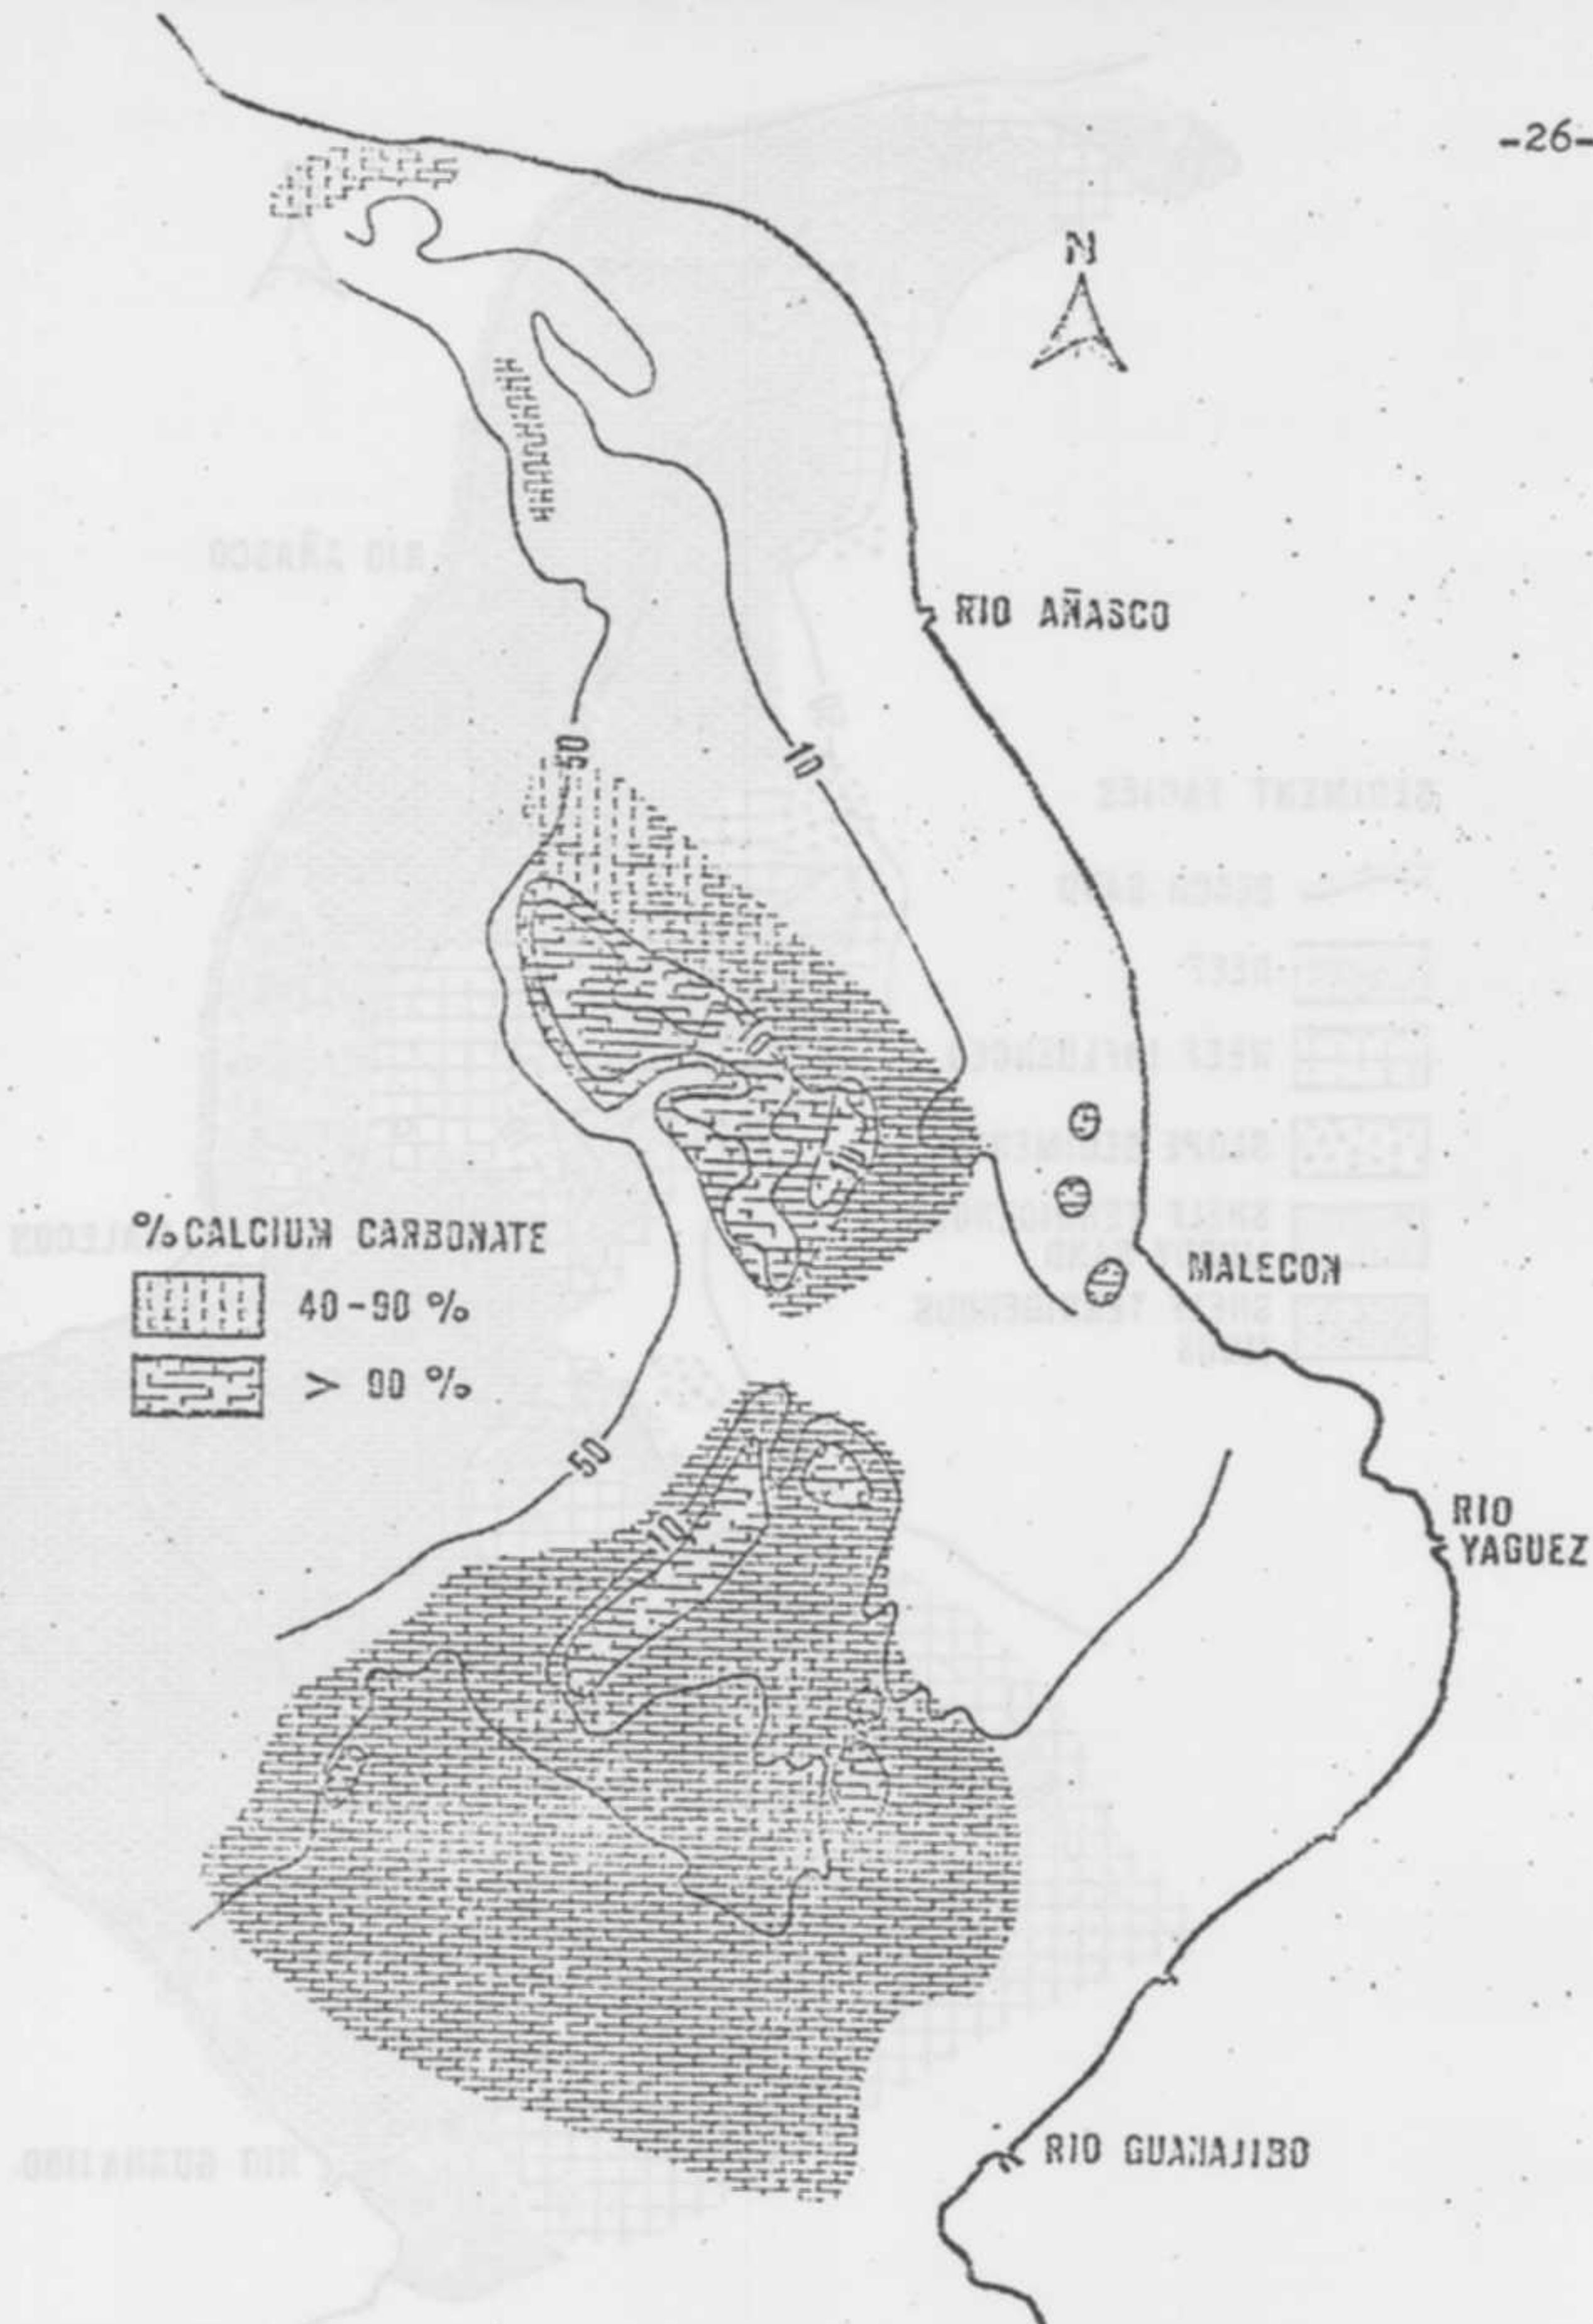 -26-
N
RIO AÑASCO
50
10
% CALCIUM CARBONATE
40-90 %
> 90 %
MALECON
50
10
RIO
YAGUEZ
RIO GUANAJIBO